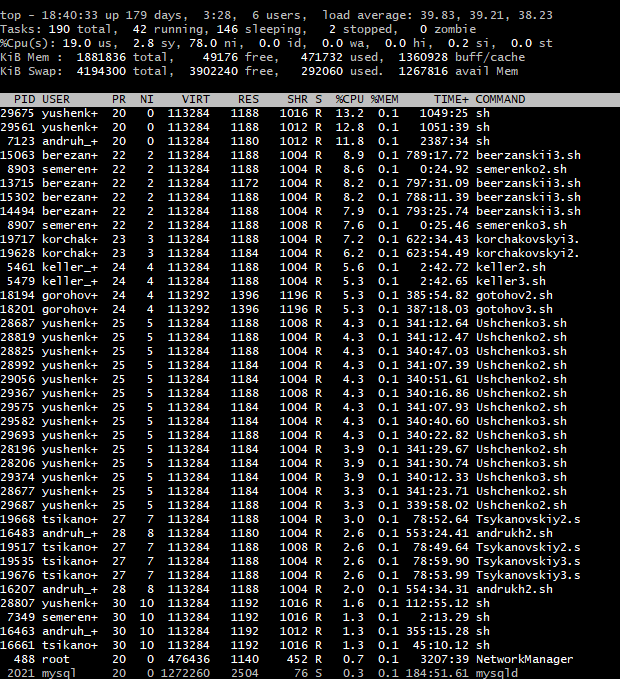 top - 18:40:33 up 179 days,  3:28,  6 users,  load average: 39.83, 39.21, 38.23
Tasks: 190 total,  42 running, 146 sleeping,   2 stopped,   0 zombie
%Cpu(s): 19.0 us,  2.8 sy, 78.0 ni,  0.0 id,  0.0 wa,  0.0 hi,  0.2 si,  0.0 st
KiB Mem :  1881836 total,    49176 free,   471732 used,  1360928 buff/cache
KiB Swap:  4194300 total,  3902240 free,   292060 used.  1267816 avail Mem
PID USER PR NI VIRT RES SHR S %CPU %MEM TIME+ COMMAND
29675 yushenk+ 20 0 113284 1188 1016 R 13.2 0.1 1049:25 sh
29561 yushenk+ 20 0 113284 1188 1012 R 12.8 0.1 1051:39 sh
7123 andruh_+ 20 0 113284 1180 1012 R 11.8 0.1 2387:34 sh
15063 berezan+ 22 2 113284 1188 1004 R 8.9 0.1 789:17.72 beerzanskii3.sh
8903 semeren+ 22 2 113284 1188 1004 R 8.6 0.1 0:24.92 semerenko2.sh
13715 berezan+ 22 2 113284 1172 1004 R 8.2 0.1 797:31.09 beerzanskii3.sh
15302 berezan+ 22 2 113284 1188 1004 R 8.2 0.1 788:11.39 beerzanskii3.sh
14494 berezan+ 22 2 113284 1188 1004 R 7.9 0.1 793:25.74 beerzanskii3.sh
8907 semeren+ 22 2 113284 1188 1004 R 7.6 0.1 0:25.46 semerenko3.sh
19717 korchak+ 23 3 113284 1188 1004 R 7.2 0.1 622:34.43 korchakovskyi3.
19628 korchak+ 23 3 113284 1184 1004 R 6.2 0.1 623:54.49 korchakovskyi2.
5461 keller_+ 24 4 113284 1188 1004 R 5.6 0.1 2:42.72 keller2.sh
5479 keller_+ 24 4 113284 1188 1004 R 5.3 0.1 2:42.65 keller3.sh
18194 gorohov+ 24 4 113292 1396 1196 S 5.3 0.1 385:54.82 gotohov2.sh
18201 gorohov+ 24 4 113292 1396 1196 R 5.3 0.1 387:18.03 gotohov3.sh
28687 yushenk+ 25 5 113284 1188 1008 R 4.3 0.1 341:12.64 Ushchenko3.sh
28819 yushenk+ 25 5 113284 1188 1004 R 4.3 0.1 341:12.47 Ushchenko2.sh
28825 yushenk+ 25 5 113284 1188 1004 R 4.3 0.1 340:47.03 Ushchenko3.sh
28992 yushenk+ 25 5 113284 1184 1004 R 4.3 0.1 341:07.39 Ushchenko2.sh
29056 yushenk+ 25 5 113284 1184 1004 R 4.3 0.1 340:51.61 Ushchenko2.sh
29367 yushenk+ 25 5 113284 1188 1008 R 4.3 0.1 340:16.86 Ushchenko2.sh
29575 yushenk+ 25 5 113284 1184 1004 R 4.3 0.1 341:07.93 Ushchenko2.sh
29582 yushenk+ 25 5 113284 1184 1004 R 4.3 0.1 340:40.60 Ushchenko3.sh
29693 yushenk+ 25 5 113284 1188 1004 R 4.3 0.1 340:22.82 Ushchenko3.sh
28196 yushenk+ 25 5 113284 1184 1004 R 3.9 0.1 341:29.67 Ushchenko2.sh
28206 yushenk+ 25 5 113284 1184 1004 R 3.9 0.1 341:30.74 Ushchenko3.sh
29374 yushenk+ 25 5 113284 1188 1004 R 3.9 0.1 340:12.33 Ushchenko3.sh
28677 yushenk+ 25 5 113284 1184 1004 R 3.3 0.1 341:23.71 Ushchenko2.sh
29687 yushenk+ 25 5 113284 1188 1004 R 3.3 0.1 339:58.02 Ushchenko2.sh
19668 tsikano+ 27 7 113284 1188 1004 R 3.0 0.1 78:52.64 Tsykanovskiy2.s
16483 andruh_+ 28 8 113284 1180 1004 R 2.6 0.1 553:24.41 andrukh2.sh
19517 tsikano+ 27 7 113284 1188 1008 R 2.6 0.1 78:49.64 Tsykanovskiy2.s
19535 tsikano+ 27 7 113284 1188 1004 R 2.6 0.1 78:59.90 Tsykanovskiy3.s
19676 tsikano+ 27 7 113284 1188 1004 R 2.6 0.1 78:53.99 Tsykanovskiy3.s
16207 andruh_+ 28 8 113284 1188 1004 R 2.0 0.1 554:34.31 andrukh2.sh
28807 yushenk+ 30 10 113284 1192 1016 R 1.6 0.1 112:55.12 sh
7349 semeren+ 30 10 113284 1192 1016 R 1.3 0.1 2:13.29 sh
16463 andruh_+ 30 10 113284 1192 1012 R 1.3 0.1 355:15.28 sh
16661 tsikano+ 30 10 113284 1192 1016 R 1.3 0.1 45:10.12 sh
488 root 20 0 476436 1140 452 R 0.7 0.1 3207:39 NetworkManager
2021 mysql 20 0 1272260 2504 76 S 0.3 0.1 184:51.61 mysqld